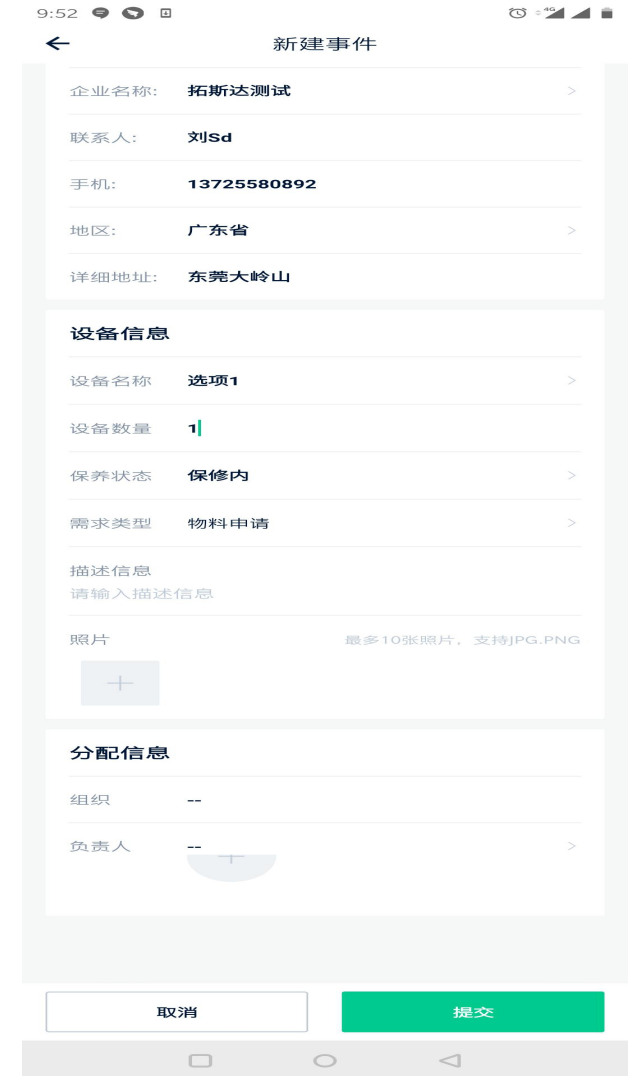 9:52
4G
新建事件
企业名称: 拓斯达测试 >
联系人: 刘Sd
手机: 13725580892
地区: 广东省 >
详细地址: 东莞大岭山
设备信息
设备名称 选项1 >
设备数量 1
保养状态 保修内 >
需求类型 物料申请 >
描述信息
请输入描述信息
照片 最多10张照片，支持JPG.PNG
分配信息
组织 --
负责人 -- >
取消 提交